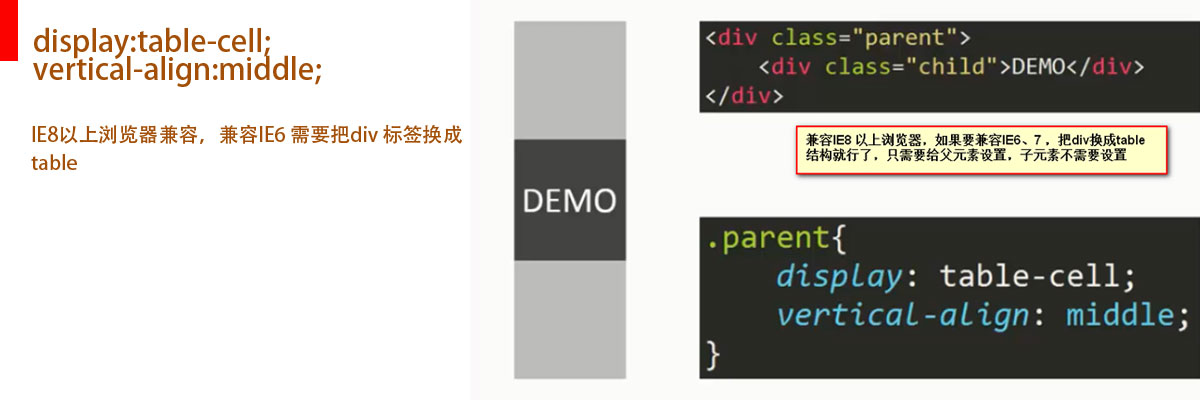 display:table-cell;
vertical-align:middle;
IE8以上浏览器兼容，兼容IE6 需要把div 标签换成
table
DEMO
<div class="parent">
<div class="child">DEMO</div>
</div>
兼容IE8 以上浏览器，如果要兼容IE6、7 ，把div换成table
结构就行了，只需要给父元素设置，子元素不需要设置
.parent{
display: table-cell;
vertical-align: middle;
}